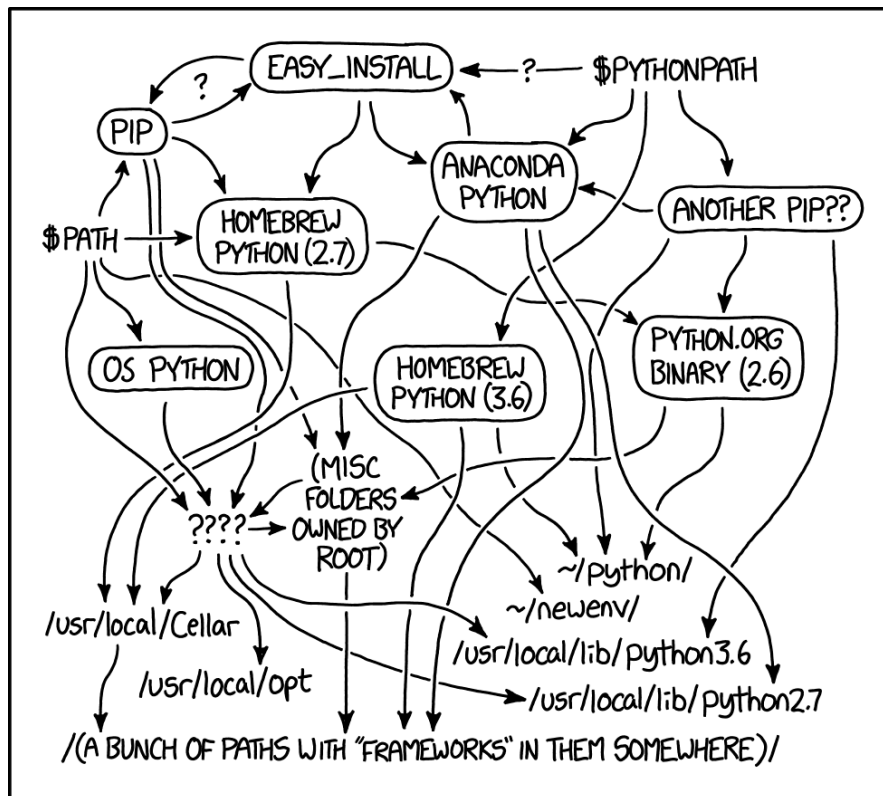 EASY_INSTALL
?
$PYTHONPATH
?
PIP
ANACONDA
PYTHON
ANOTHER PIP??
HOMEBREW
PYTHON (2.7)
$PATH
OS PYTHON
HOMEBREW
PYTHON (3.6)
PYTHON.ORG
BINARY (2.6)
(MISC
FOLDERS
OWNED BY
ROOT)
????
~/python/
~/newenv/
/usr/local/Cellar
/usr/local/lib/python3.6
/usr/local/opt
/usr/local/lib/python2.7
/(A BUNCH OF PATHS WITH "FRAMEWORKS" IN THEM SOMEWHERE)/